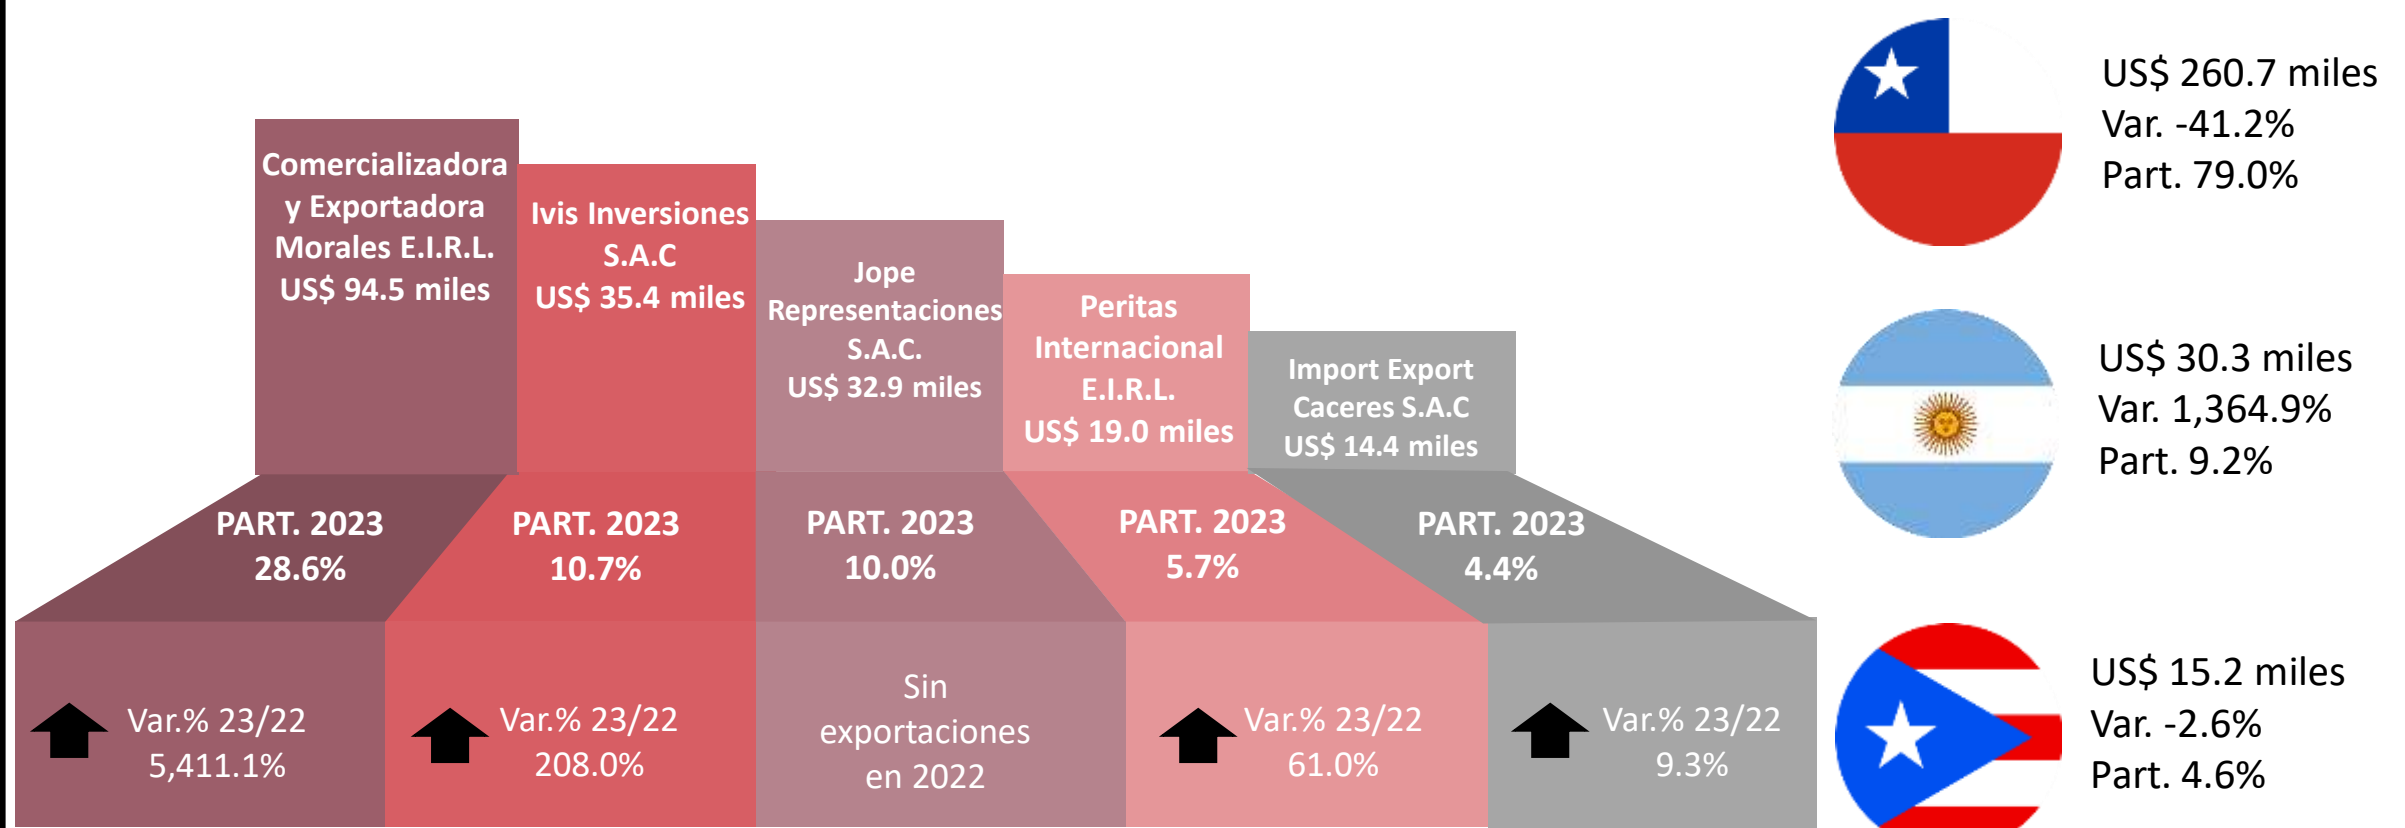 Comercializadora
y Exportadora
Morales E.I.R.L.
US$ 94.5 miles
Ivis Inversiones
S.A.C
US$ 35.4 miles
Jope
Representaciones
S.A.C.
US$ 32.9 miles
Peritas
Internacional
E.I.R.L.
US$ 19.0 miles
Import Export
Caceres S.A.C
US$ 14.4 miles
PART. 2023
28.6%
PART. 2023
10.7%
PART. 2023
10.0%
PART. 2023
5.7%
PART. 2023
4.4%
Var.% 23/22
5,411.1%
Var.% 23/22
208.0%
Sin
exportaciones
en 2022
Var.% 23/22
61.0%
Var.% 23/22
9.3%
US$ 260.7 miles
Var. -41.2%
Part. 79.0%
US$ 30.3 miles
Var. 1,364.9%
Part. 9.2%
US$ 15.2 miles
Var. -2.6%
Part. 4.6%